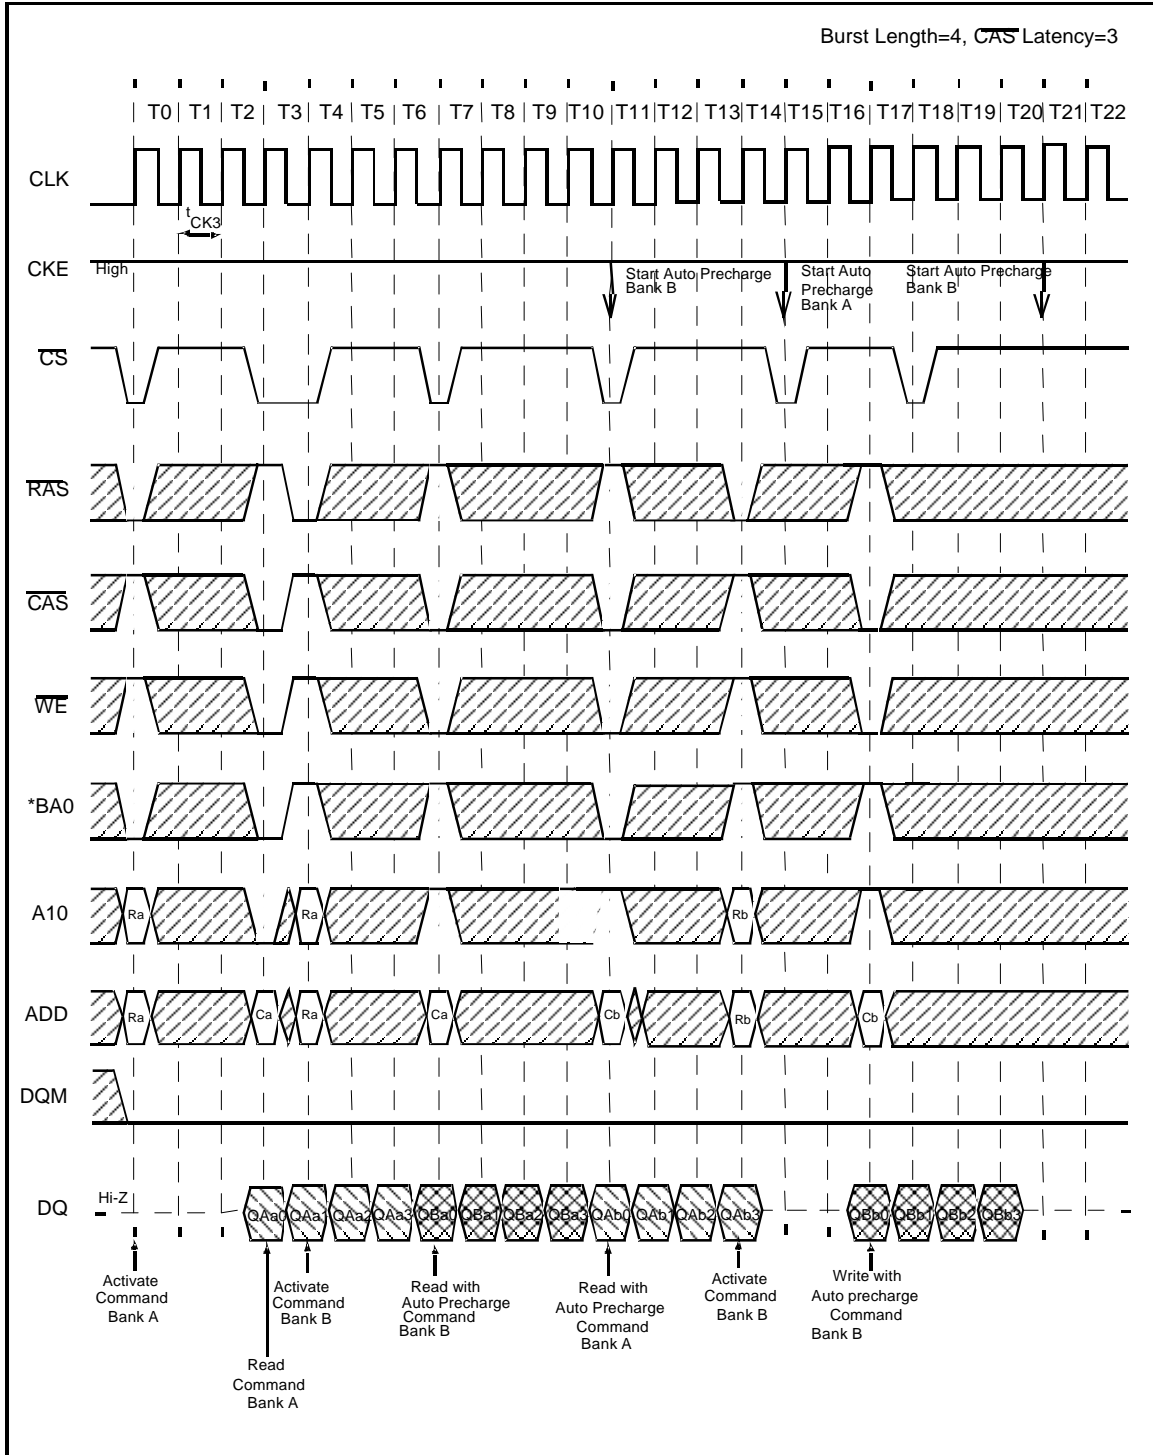 Burst Length=4, CAS Latency=3
T0 T1 T2 T3 T4 T5 T6 T7 T8 T9 T10 T11 T12 T13 T14 T15 T16 T17 T18 T19 T20 T21 T22
CLK
tCK3
CKE
High
Start Auto Precharge
Bank B
Start Auto
Precharge
Bank A
Start Auto Precharge
Bank B
CS
RAS
CAS
WE
*BA0
A10
Ra
Ra
Rb
ADD
Ra
Ca
Ra
Ca
Cb
Rb
Cb
DQM
DQ
Hi-Z
QAa0 QAa1 QAa2 QAa3 QBa0 QBa1 QBa2 QBa3 QAb0 QAb1 QAb2 QAb3 QBb0 QBb1 QBb2 QBb3
Activate
Command
Bank A
Read
Command
Bank A
Activate
Command
Bank B
Read with
Auto Precharge
Command
Bank B
Read with
Auto Precharge
Command
Bank A
Activate
Command
Bank B
Write with
Auto precharge
Command
Bank B